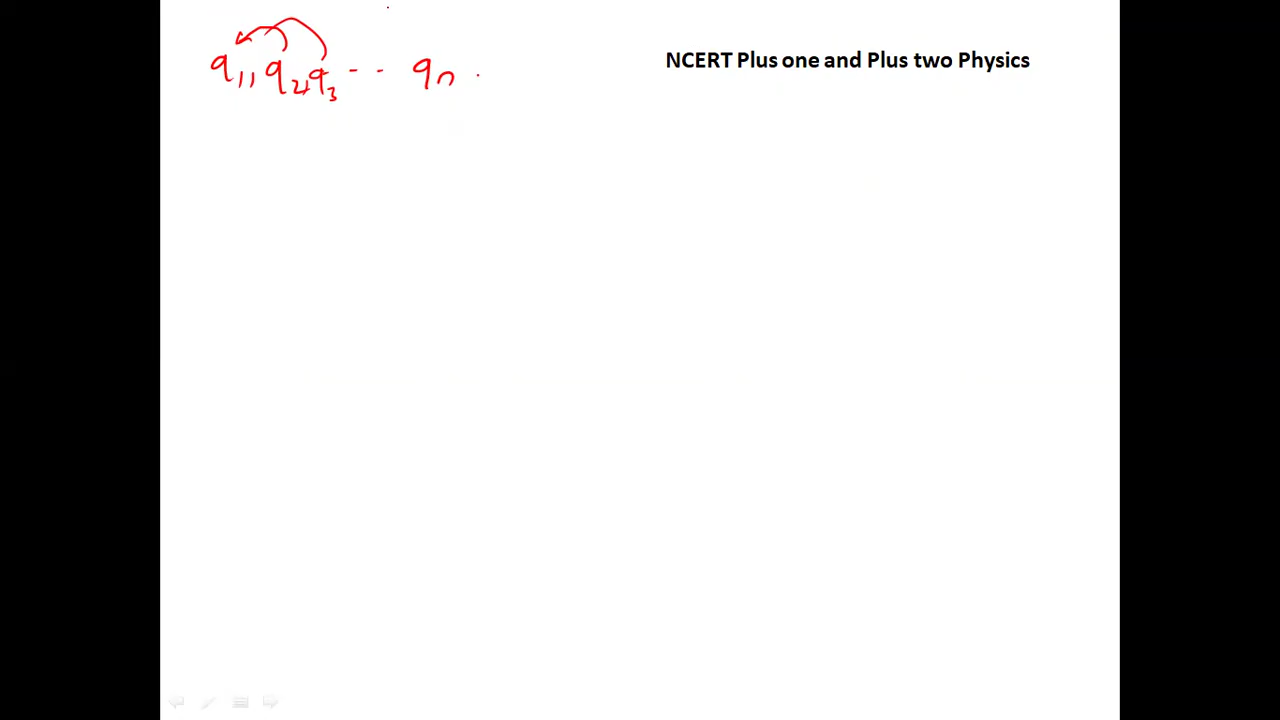 q1, q2, q3 - - qn .
NCERT Plus one and Plus two Physics